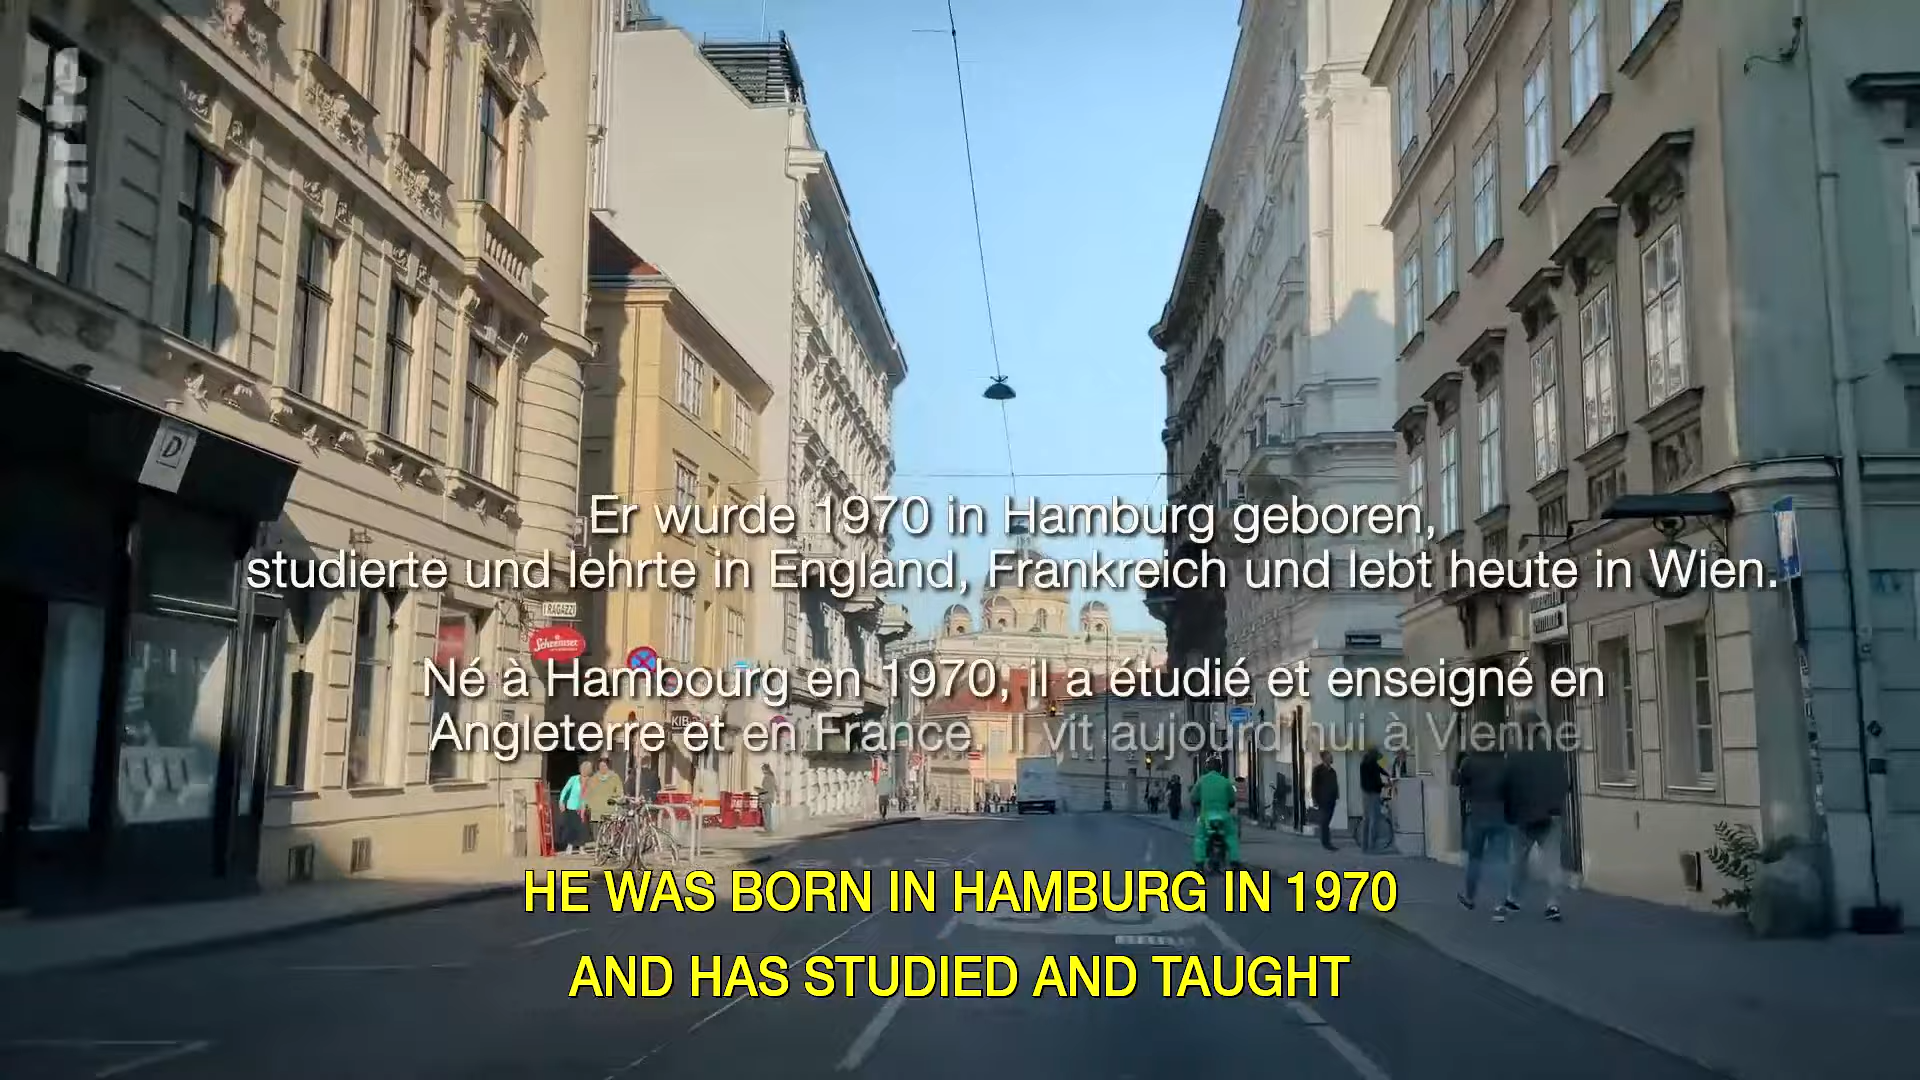 arte
D
Er wurde 1970 in Hamburg geboren,
studierte und lehrte in England, Frankreich und lebt heute in Wien.
I RAGAZZI
Né à Hambourg en 1970, il a étudié et enseigné en
Angleterre et en France. Il vit aujourd'hui à Vienne.
HE WAS BORN IN HAMBURG IN 1970
AND HAS STUDIED AND TAUGHT